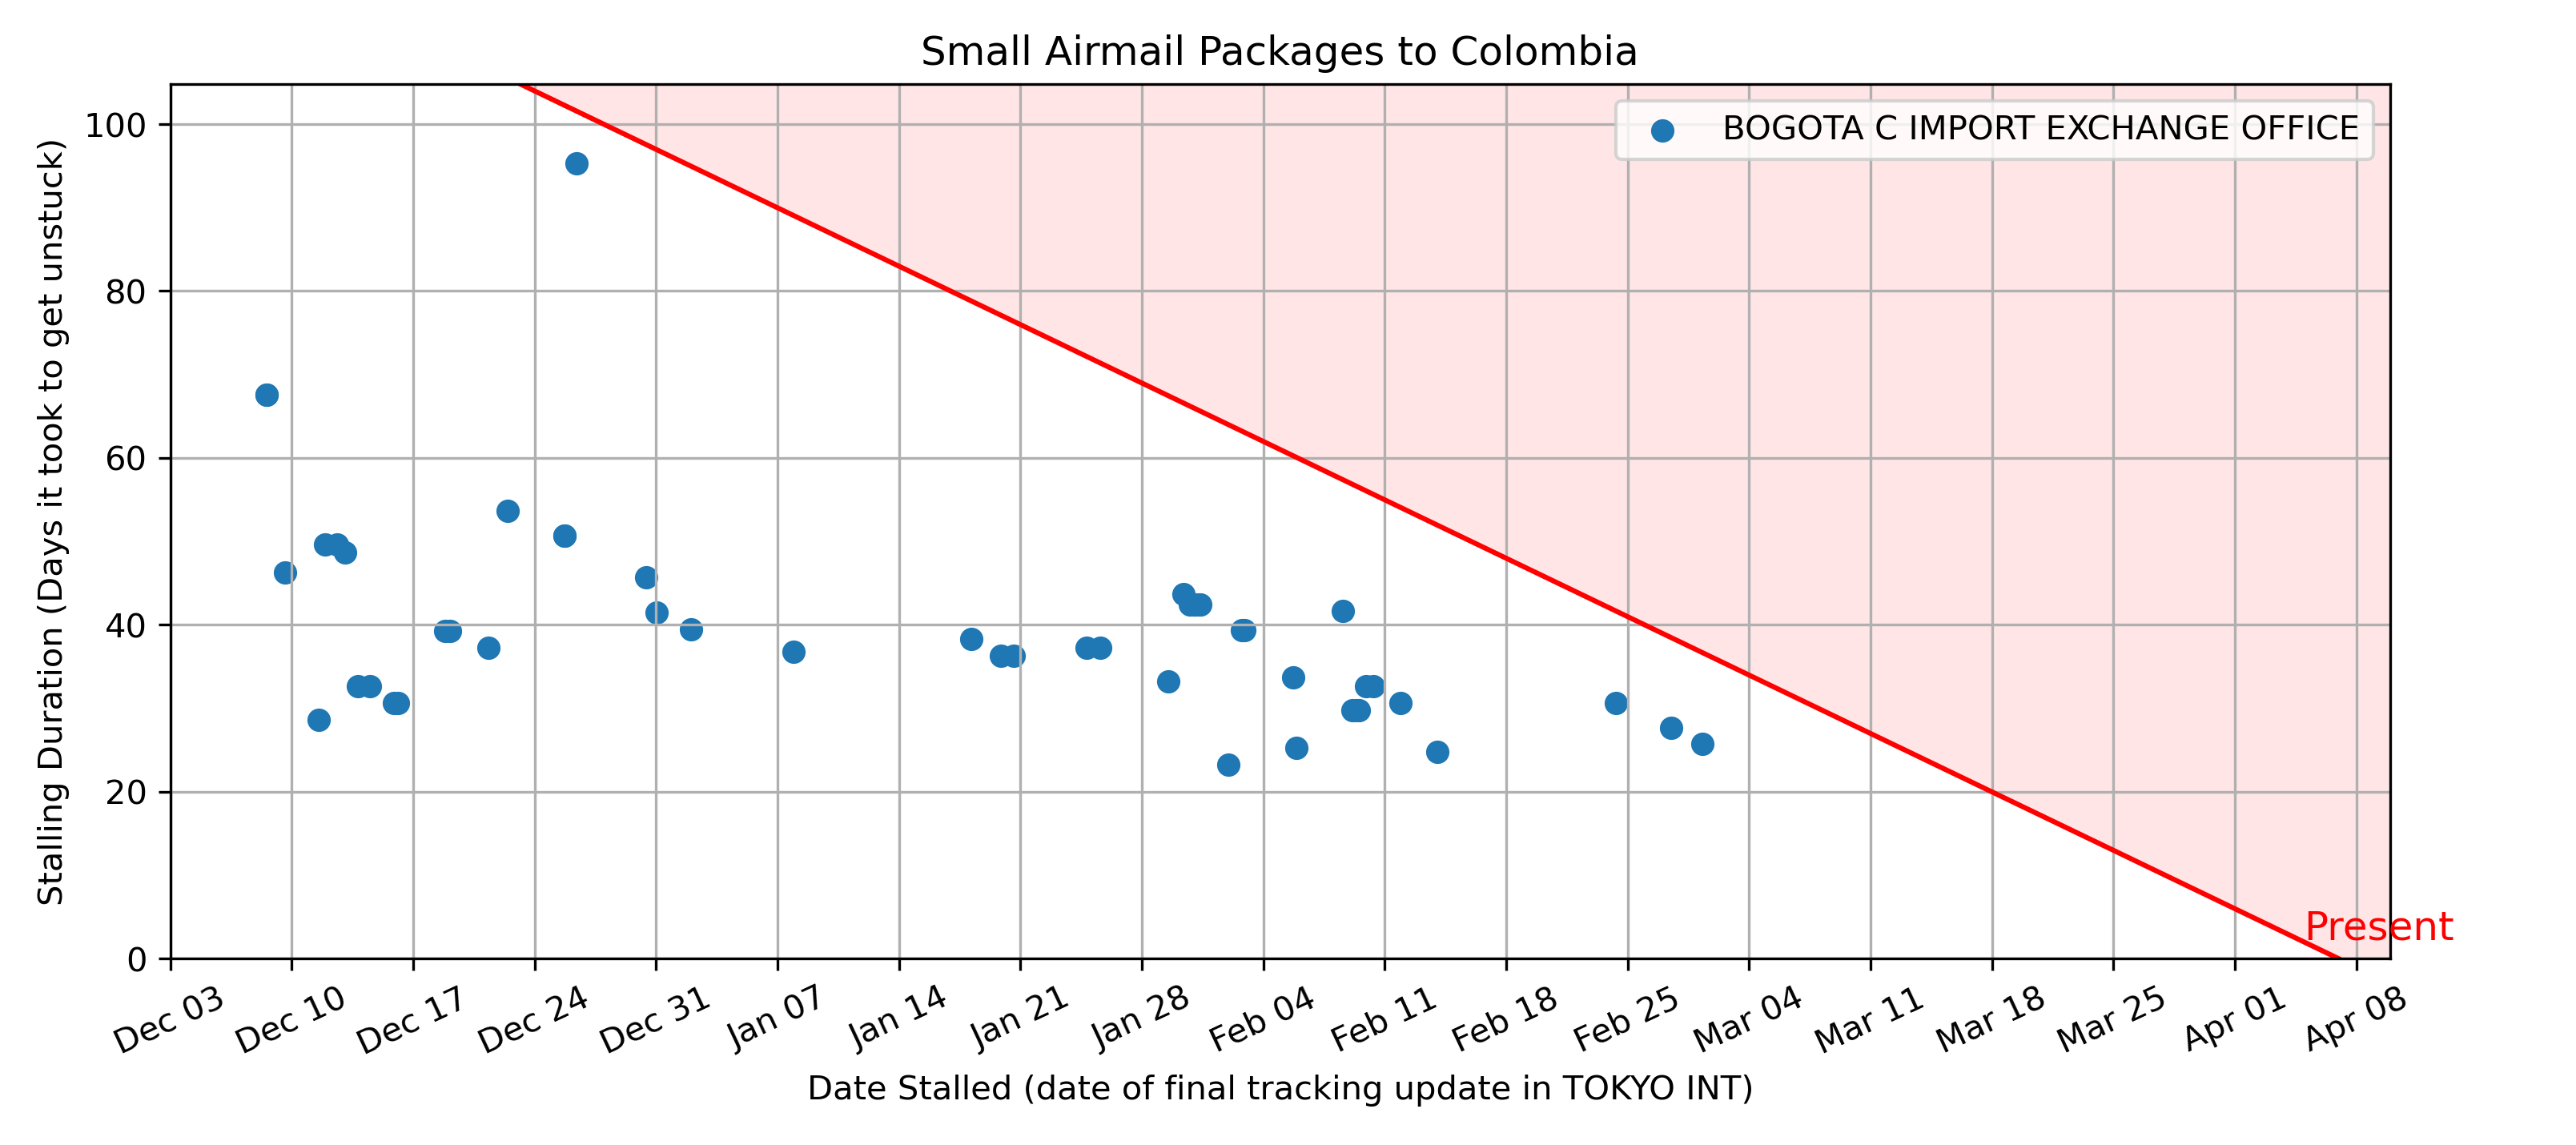 Small Airmail Packages to Colombia
BOGOTA C IMPORT EXCHANGE OFFICE
Stalling Duration (Days it took to get unstuck)
100
80
60
40
20
0
Present
Dec 03
Dec 10
Dec 17
Dec 24
Dec 31
Jan 07
Jan 14
Jan 21
Jan 28
Feb 04
Feb 11
Feb 18
Feb 25
Mar 04
Mar 11
Mar 18
Mar 25
Apr 01
Apr 08
Date Stalled (date of final tracking update in TOKYO INT)